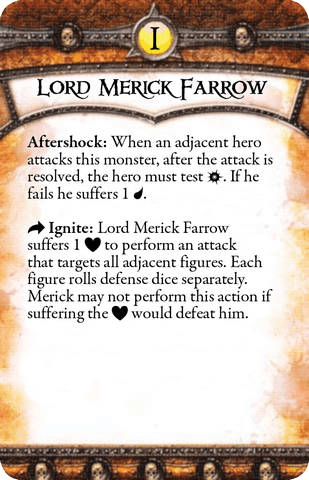 I
Lord Merick Farrow
Aftershock: When an adjacent hero
attacks this monster, after the attack is
resolved, the hero must test . If he
fails he suffers 1 .
Ignite: Lord Merick Farrow
suffers 1 to perform an attack
that targets all adjacent figures. Each
figure rolls defense dice separately.
Merick may not perform this action if
suffering the would defeat him.